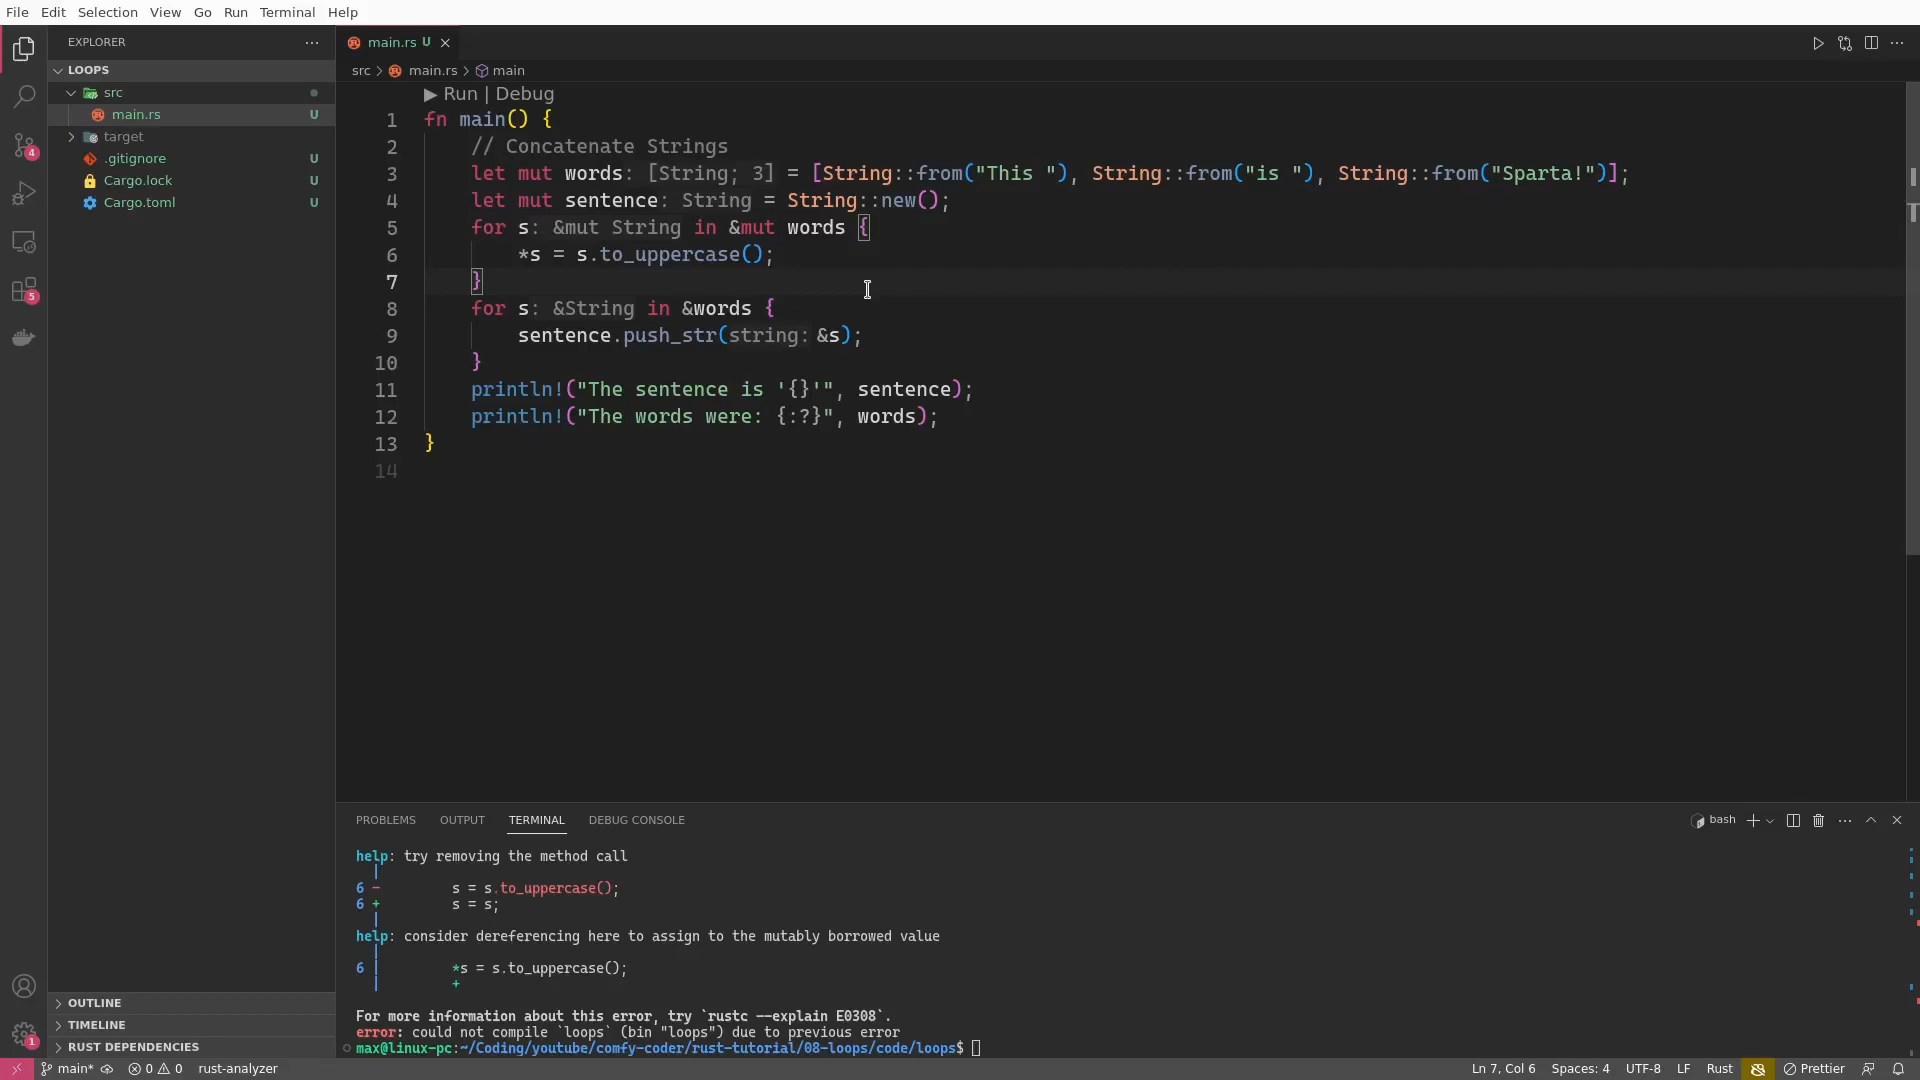 File Edit Selection View Go Run Terminal Help
EXPLORER
LOOPS
src
main.rs U
target
.gitignore U
Cargo.lock U
Cargo.toml U
OUTLINE
TIMELINE
RUST DEPENDENCIES
4
5
1
main.rs U
src > main.rs > main
▶ Run | Debug
1 fn main() {
2 // Concatenate Strings
3 let mut words: [String; 3] = [String::from("This "), String::from("is "), String::from("Sparta!")];
4 let mut sentence: String = String::new();
5 for s: &mut String in &mut words {
6 *s = s.to_uppercase();
7 }
8 for s: &String in &words {
9 sentence.push_str(string: &s);
10 }
11 println!("The sentence is '{}'", sentence);
12 println!("The words were: {:?}", words);
13 }
14
PROBLEMS OUTPUT TERMINAL DEBUG CONSOLE
bash
help: try removing the method call
|
6 - s = s.to_uppercase();
6 + s = s;
|
help: consider dereferencing here to assign to the mutably borrowed value
|
6 | *s = s.to_uppercase();
| +
For more information about this error, try `rustc --explain E0308`.
error: could not compile `loops` (bin "loops") due to previous error
max@linux-pc:~/Coding/youtube/comfy-coder/rust-tutorial/08-loops/code/loops$
main* 0 0 rust-analyzer
Ln 7, Col 6 Spaces: 4 UTF-8 LF Rust Prettier